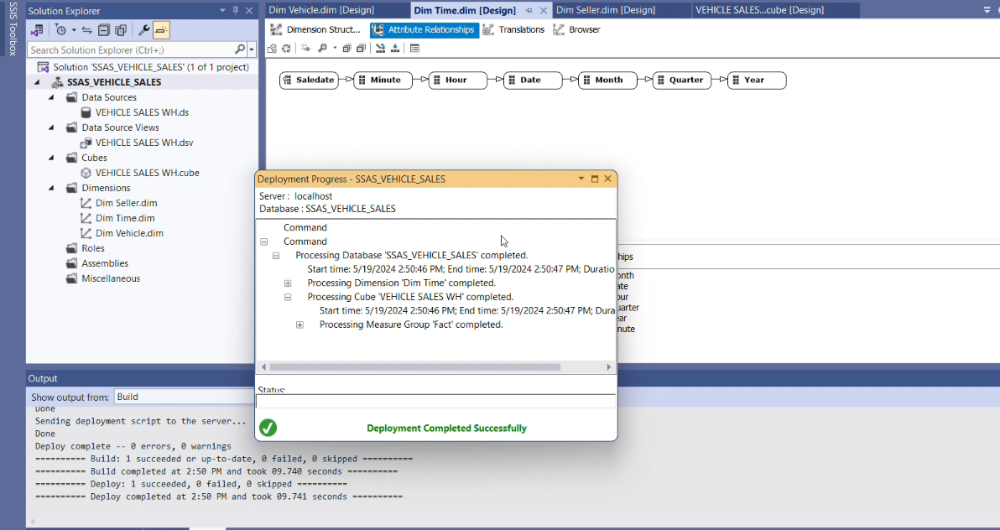 SSIS Toolbox
Solution Explorer
Search Solution Explorer (Ctrl+;)
Solution 'SSAS_VEHICLE_SALES' (1 of 1 project)
SSAS_VEHICLE_SALES
Data Sources
VEHICLE SALES WH.ds
Data Source Views
VEHICLE SALES WH.dsv
Cubes
VEHICLE SALES WH.cube
Dimensions
Dim Seller.dim
Dim Time.dim
Dim Vehicle.dim
Roles
Assemblies
Miscellaneous
Dim Vehicle.dim [Design]
Dim Time.dim [Design]
Dim Seller.dim [Design]
VEHICLE SALES...cube [Design]
Dimension Struct...
Attribute Relationships
Translations
Browser
Saledate
Minute
Hour
Date
Month
Quarter
Year
Deployment Progress - SSAS_VEHICLE_SALES
Server : localhost
Database : SSAS_VEHICLE_SALES
Command
Command
Processing Database 'SSAS_VEHICLE_SALES' completed.
Start time: 5/19/2024 2:50:46 PM; End time: 5/19/2024 2:50:47 PM; Duratio
Processing Dimension 'Dim Time' completed.
Processing Cube 'VEHICLE SALES WH' completed.
Start time: 5/19/2024 2:50:46 PM; End time: 5/19/2024 2:50:47 PM; Dura
Processing Measure Group 'Fact' completed.
Status:
Deployment Completed Successfully
hips
onth
ate
our
uarter
ear
nute
Output
Show output from: Build
Done
Sending deployment script to the server...
Done
Deploy complete -- 0 errors, 0 warnings
========== Build: 1 succeeded or up-to-date, 0 failed, 0 skipped ==========
========== Build completed at 2:50 PM and took 09.740 seconds ==========
========== Deploy: 1 succeeded, 0 failed, 0 skipped ==========
========== Deploy completed at 2:50 PM and took 09.741 seconds ==========